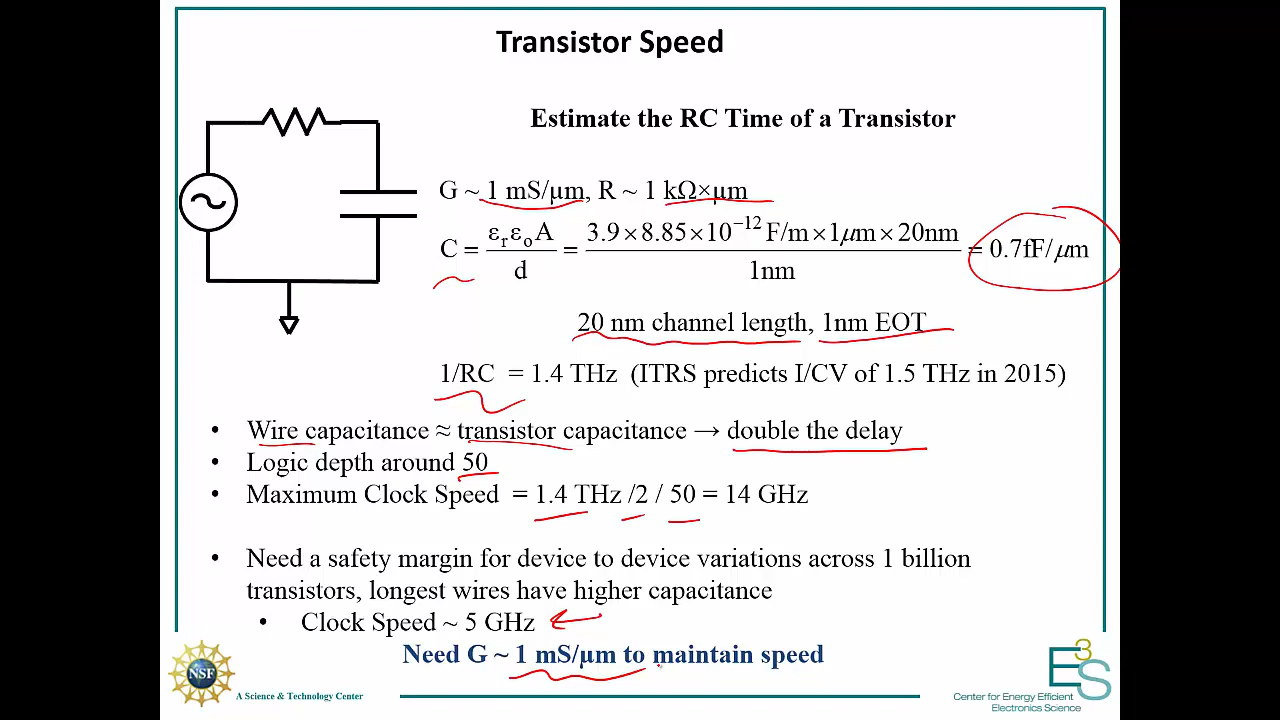 Transistor Speed
Estimate the RC Time of a Transistor
G ~ 1 mS/µm, R ~ 1 kΩ×µm
C = εrεoA / d = 3.9×8.85×10⁻¹² F/m×1μm×20nm / 1nm = 0.7fF/μm
20 nm channel length, 1nm EOT
1/RC = 1.4 THz (ITRS predicts I/CV of 1.5 THz in 2015)
• Wire capacitance ≈ transistor capacitance → double the delay
• Logic depth around 50
• Maximum Clock Speed = 1.4 THz /2 / 50 = 14 GHz
• Need a safety margin for device to device variations across 1 billion
transistors, longest wires have higher capacitance
• Clock Speed ~ 5 GHz
Need G ~ 1 mS/µm to maintain speed
NSF
A Science & Technology Center
E3S
Center for Energy Efficient
Electronics Science